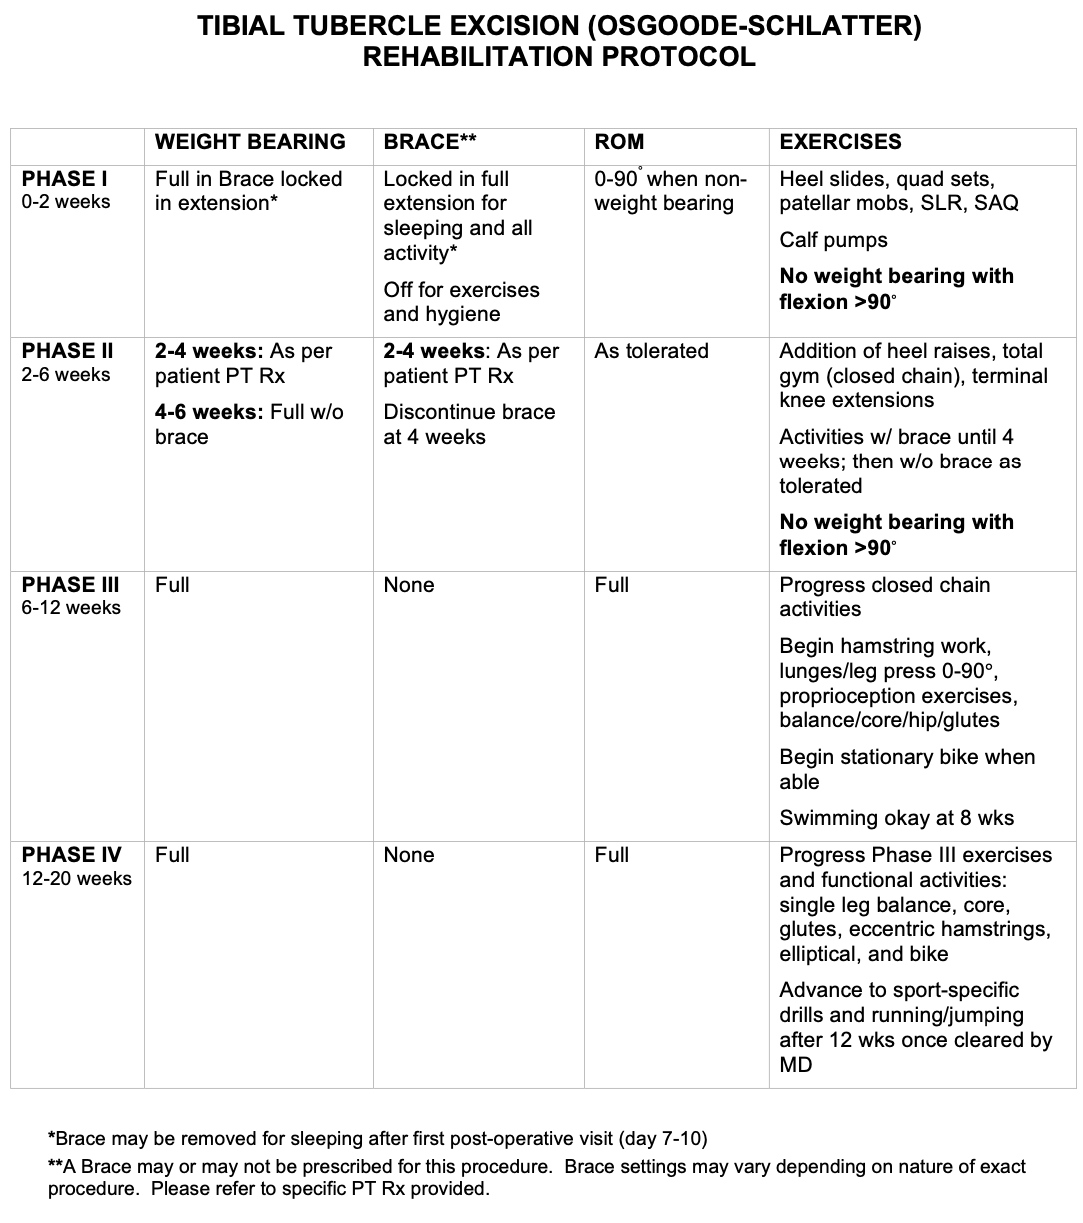 TIBIAL TUBERCLE EXCISION (OSGOODE-SCHLATTER)
REHABILITATION PROTOCOL
WEIGHT BEARING
BRACE**
ROM
EXERCISES
PHASE I
0-2 weeks
Full in Brace locked
in extension*
Locked in full
extension for
sleeping and all
activity*
Off for exercises
and hygiene
0-90° when non-
weight bearing
Heel slides, quad sets,
patellar mobs, SLR, SAQ
Calf pumps
No weight bearing with
flexion >90°
PHASE II
2-6 weeks
2-4 weeks: As per
patient PT Rx
4-6 weeks: Full w/o
brace
2-4 weeks: As per
patient PT Rx
Discontinue brace
at 4 weeks
As tolerated
Addition of heel raises, total
gym (closed chain), terminal
knee extensions
Activities w/ brace until 4
weeks; then w/o brace as
tolerated
No weight bearing with
flexion >90°
PHASE III
6-12 weeks
Full
None
Full
Progress closed chain
activities
Begin hamstring work,
lunges/leg press 0-90°,
proprioception exercises,
balance/core/hip/glutes
Begin stationary bike when
able
Swimming okay at 8 wks
PHASE IV
12-20 weeks
Full
None
Full
Progress Phase III exercises
and functional activities:
single leg balance, core,
glutes, eccentric hamstrings,
elliptical, and bike
Advance to sport-specific
drills and running/jumping
after 12 wks once cleared by
MD
*Brace may be removed for sleeping after first post-operative visit (day 7-10)
**A Brace may or may not be prescribed for this procedure.  Brace settings may vary depending on nature of exact
procedure.  Please refer to specific PT Rx provided.